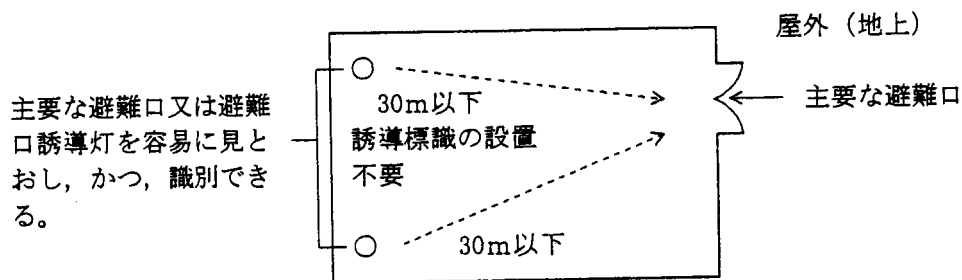 屋外（地上）
主要な避難口又は避難
口誘導灯を容易に見と
おし，かつ，識別でき
る。
30m以下
誘導標識の設置
不要
30m以下
主要な避難口